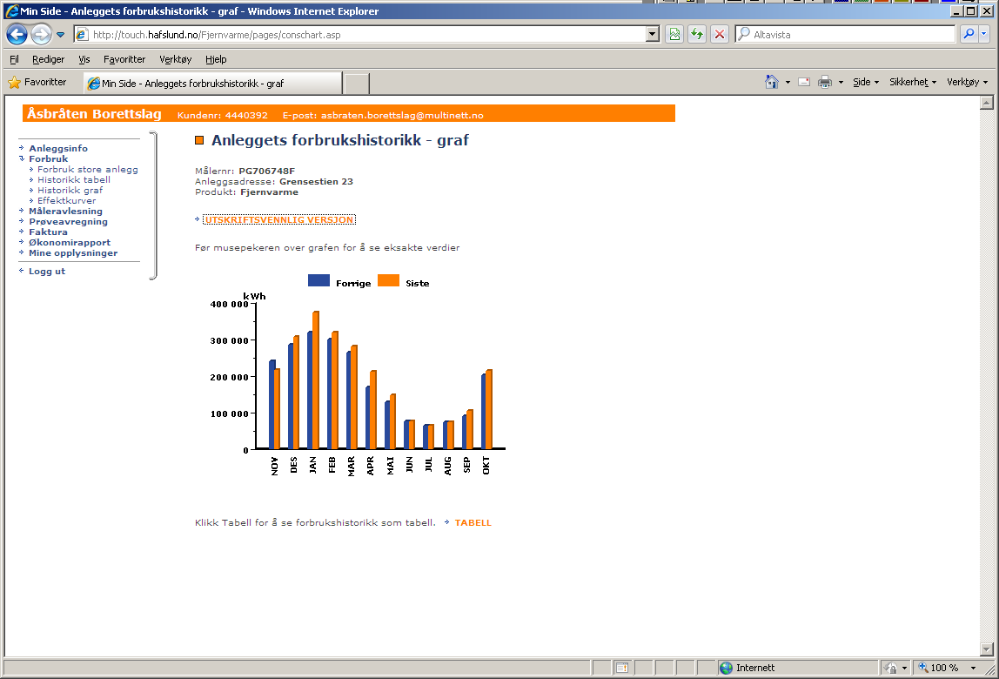 Min Side - Anleggets forbrukshistorikk - graf - Windows Internet Explorer
http://touch.hafslund.no/Fjernvarme/pages/conschart.asp
Altavista
Fil Rediger Vis Favoritter Verktøy Hjelp
Favoritter
Min Side - Anleggets forbrukshistorikk - graf
Side Sikkerhet Verktøy
Åsbråten Borettslag Kundenr: 4440392 E-post: asbraten.borettslag@multinett.no
Anleggsinfo
Forbruk
Forbruk store anlegg
Historikk tabell
Historikk graf
Effektkurver
Måleravlesning
Prøveavregning
Faktura
Økonomirapport
Mine opplysninger
Logg ut
Anleggets forbrukshistorikk - graf
Målernr: PG706748F
Anleggsadresse: Grensestien 23
Produkt: Fjernvarme
UTSKRIFTSVENNLIG VERSJON
Før musepekeren over grafen for å se eksakte verdier
Forrige Siste
kWh
400 000
300 000
200 000
100 000
0
NOV DES JAN FEB MAR APR MAI JUN JUL AUG SEP OKT
Klikk Tabell for å se forbrukshistorikk som tabell. TABELL
Internett
100 %